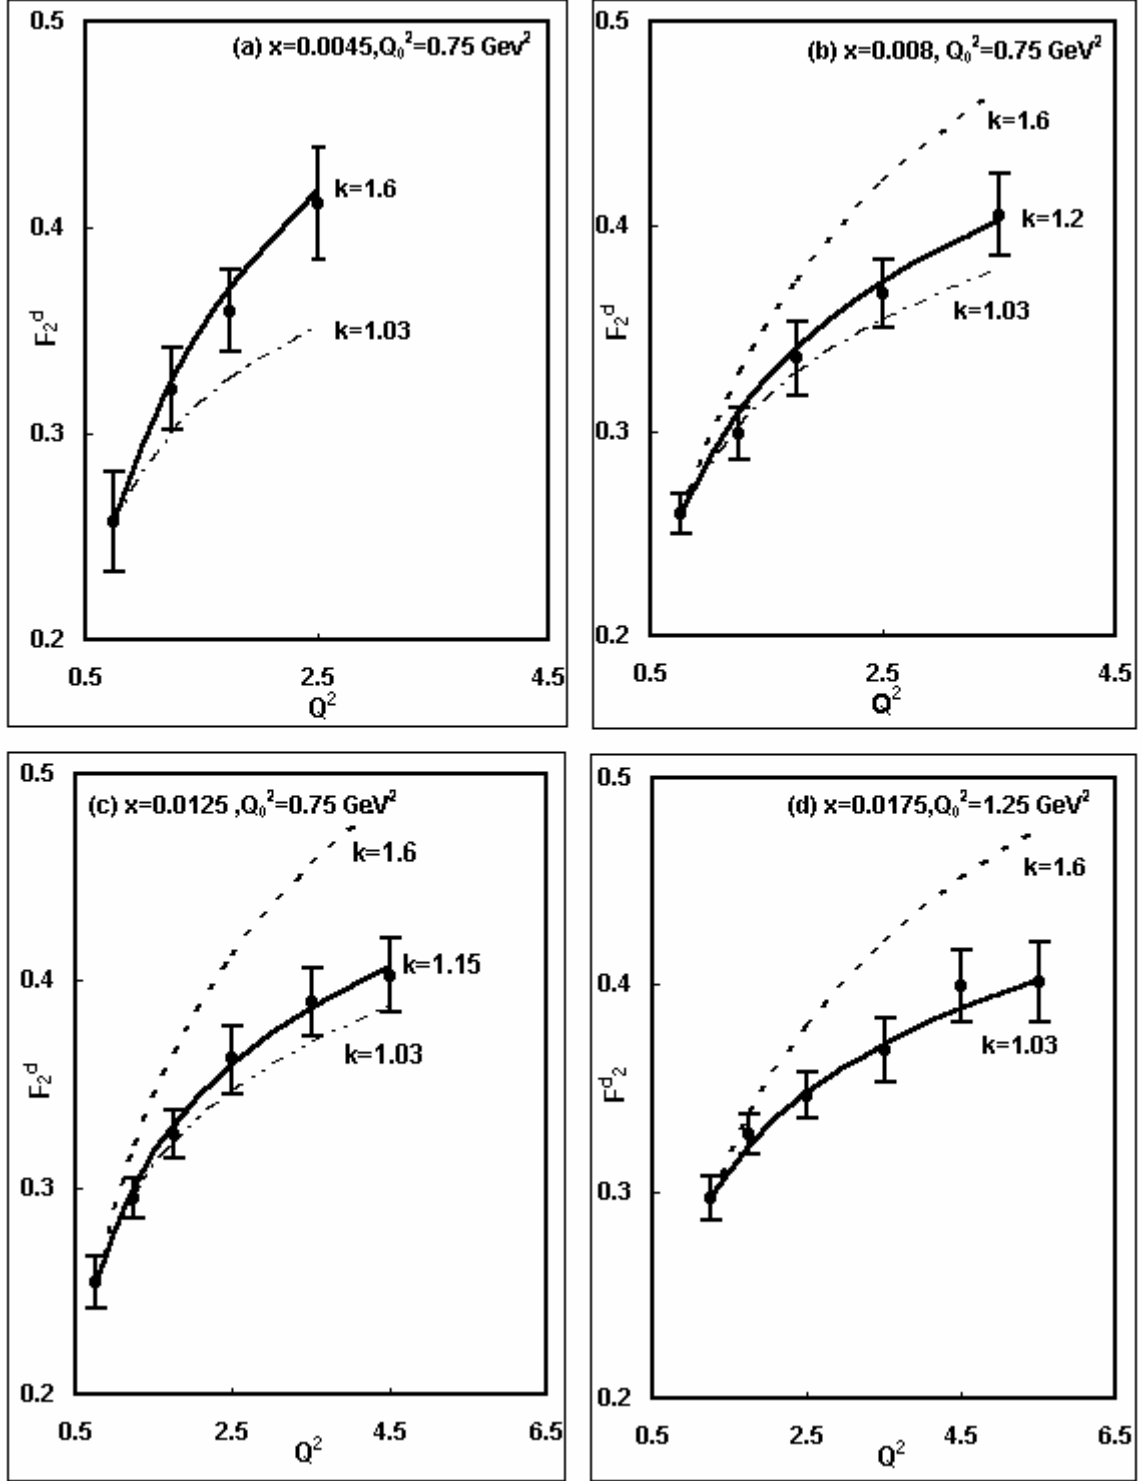 0.5
(a) x=0.0045,Q₀²=0.75 Gev²
k=1.6
0.4
F₂ᵈ
k=1.03
0.3
0.2
0.5 2.5 4.5
Q²
0.5
(b) x=0.008, Q₀²=0.75 GeV²
k=1.6
0.4
k=1.2
F₂ᵈ
k=1.03
0.3
0.2
0.5 2.5 4.5
Q²
0.5
(c) x=0.0125 ,Q₀²=0.75 GeV²
k=1.6
0.4
k=1.15
F₂ᵈ
k=1.03
0.3
0.2
0.5 2.5 4.5 6.5
Q²
0.5
(d) x=0.0175,Q₀²=1.25 GeV²
k=1.6
0.4
k=1.03
Fᵈ₂
0.3
0.2
0.5 2.5 4.5 6.5
Q²